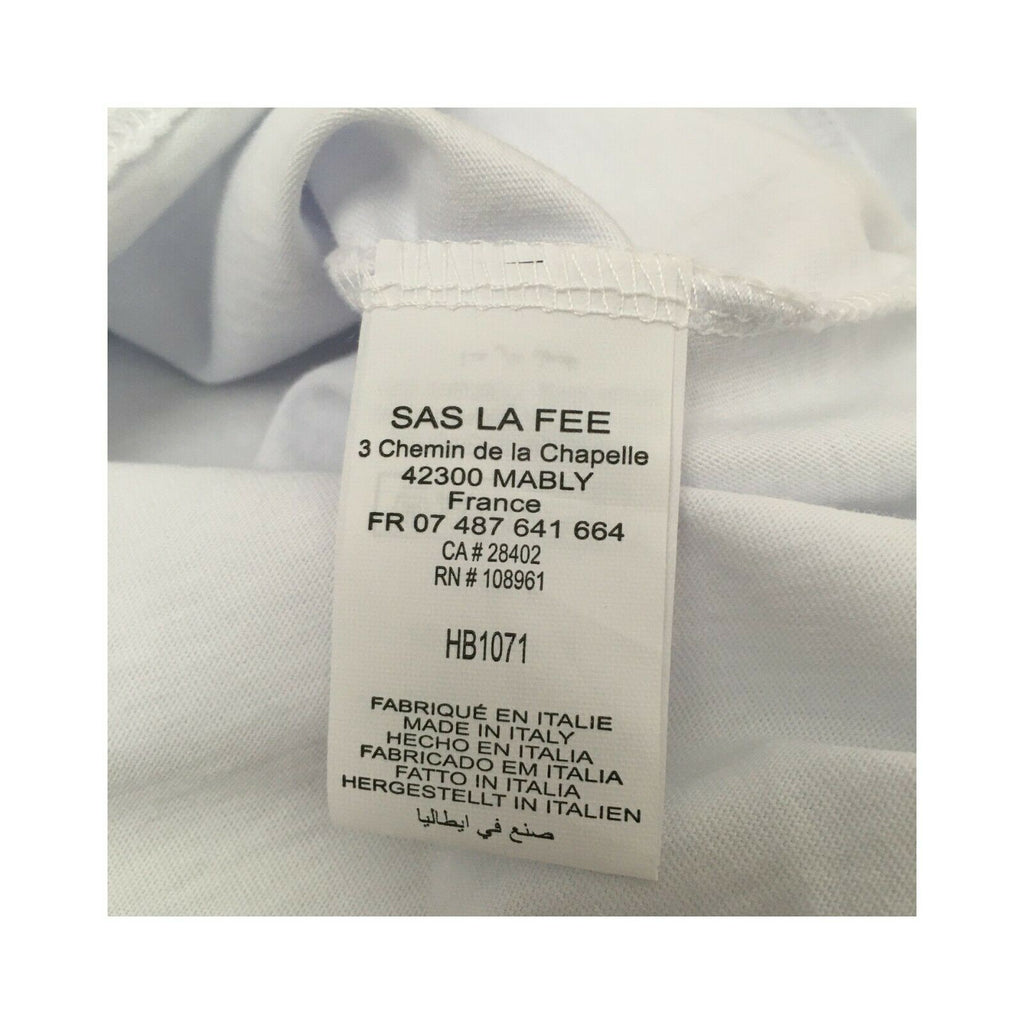 SAS LA FEE
3 Chemin de la Chapelle
42300 MABLY
France
FR 07 487 641 664
CA # 28402
RN # 108961
HB1071
FABRIQUÉ EN ITALIE
MADE IN ITALY
HECHO EN ITALIA
FABRICADO EM ITALIA
FATTO IN ITALIA
HERGESTELLT IN ITALIEN
صنع في ايطاليا